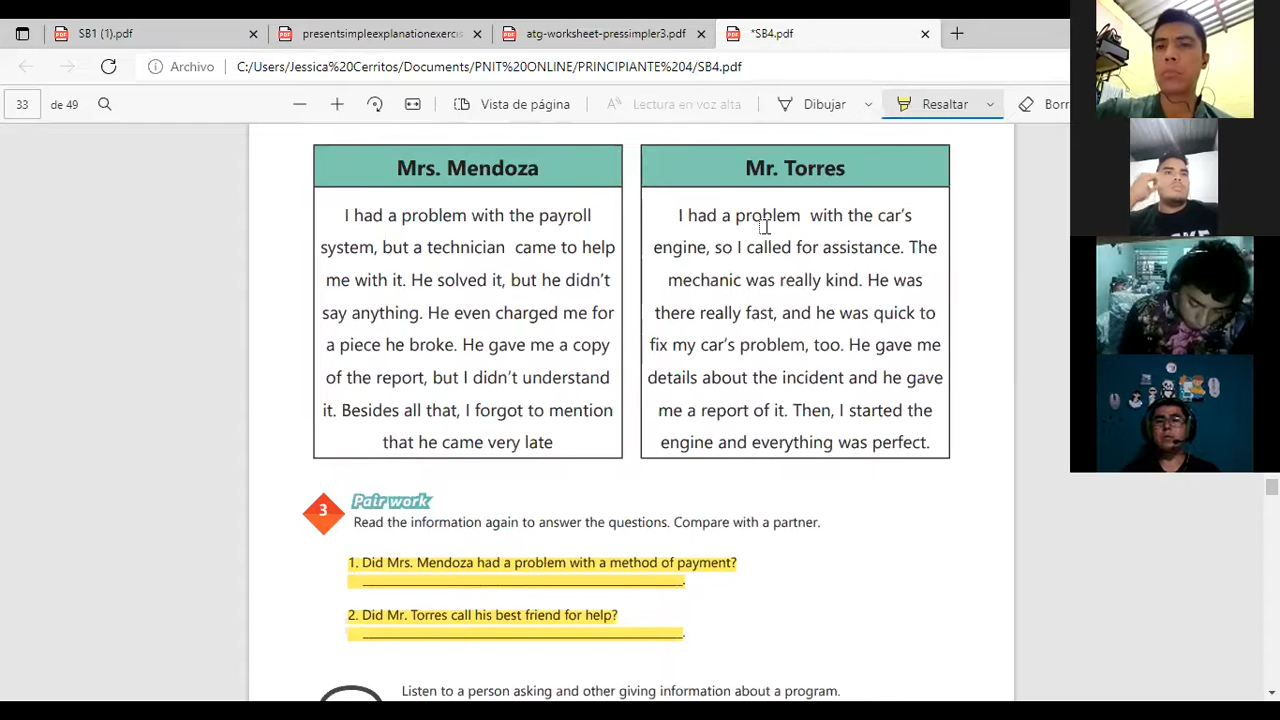 SB1 (1).pdf
presentsimpleexplanationexercis
atg-worksheet-pressimpler3.pdf
*SB4.pdf
Archivo
C:/Users/Jessica%20Cerritos/Documents/PNIT%20ONLINE/PRINCIPIANTE%204/SB4.pdf
33 de 49
Vista de página
Lectura en voz alta
Dibujar
Resaltar
Borr
Mrs. Mendoza
I had a problem with the payroll
system, but a technician came to help
me with it. He solved it, but he didn't
say anything. He even charged me for
a piece he broke. He gave me a copy
of the report, but I didn't understand
it. Besides all that, I forgot to mention
that he came very late
Mr. Torres
I had a problem with the car's
engine, so I called for assistance. The
mechanic was really kind. He was
there really fast, and he was quick to
fix my car's problem, too. He gave me
details about the incident and he gave
me a report of it. Then, I started the
engine and everything was perfect.
3
Pair work
Read the information again to answer the questions. Compare with a partner.
1. Did Mrs. Mendoza had a problem with a method of payment?
2. Did Mr. Torres call his best friend for help?
Listen to a person asking and other giving information about a program.